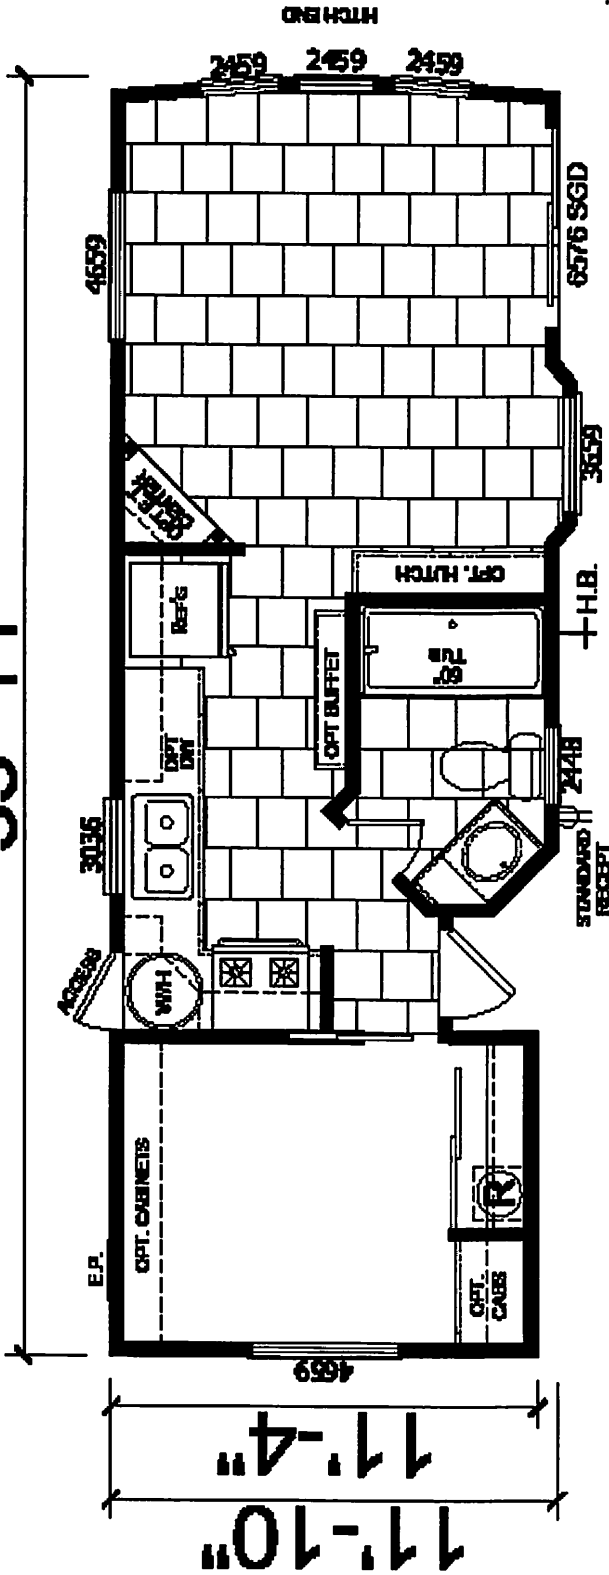 HITCH END
2459
2459
2459
4659
6576 SGD
3659
OPT E.T.
CENTER
OPT. HUTCH
H.B.
REF'G
60"
TUB
OPT BUFFET
OPT
DW
2448
3036
STANDARD
RECEPT
ACCESS
HWH
OPT. CABINETS
E.P.
R
OPT.
CABS
4659
11'-4"
11'-10"